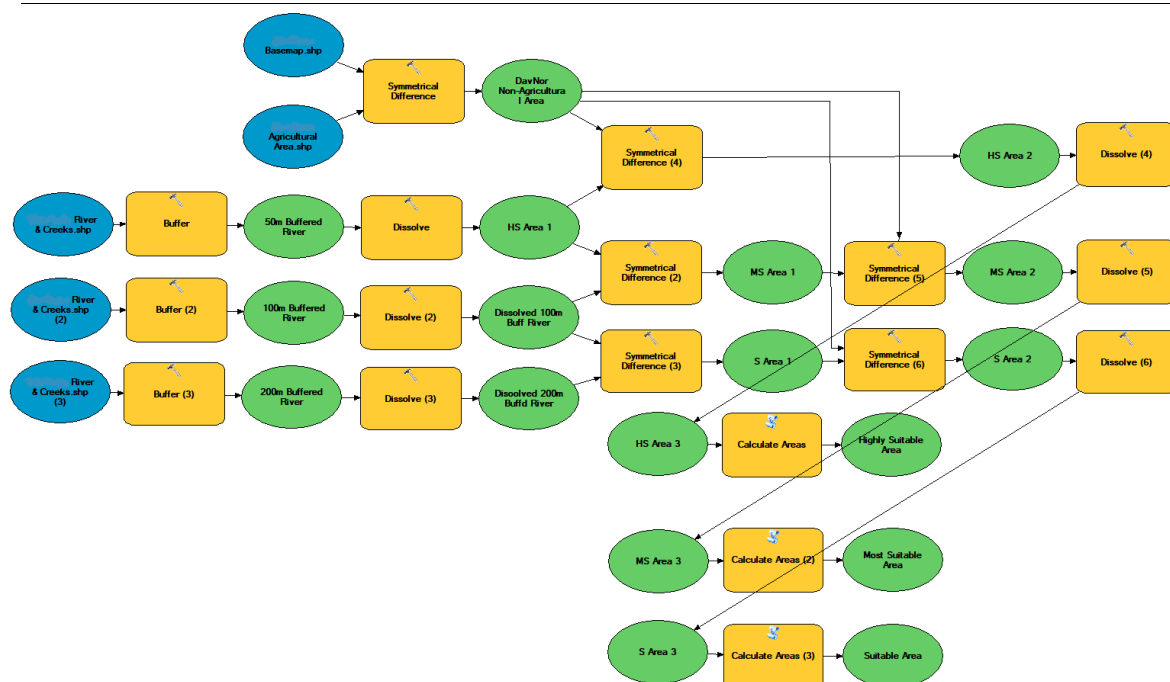 Basemap.shp
Symmetrical
Difference
DavNor
Non-Agricultura
l Area
Agricultural
Area.shp
Symmetrical
Difference (4)
HS Area 2
Dissolve (4)
River
& Creeks.shp
Buffer
50m Buffered
River
Dissolve
HS Area 1
Symmetrical
Difference (2)
MS Area 1
Symmetrical
Difference
(5)
MS Area 2
Dissolve (5)
River
& Creeks.shp
(2)
Buffer (2)
100m Buffered
River
Dissolve (2)
Dissolved 100m
Buff River
Symmetrical
Difference (3)
S Area 1
Symmetrical
Difference
(6)
S Area 2
Dissolve (6)
River
& Creeks.shp
(3)
Buffer (3)
200m Buffered
River
Dissolve (3)
Disoolved 200m
Buffd River
HS Area 3
Calculate Areas
Highly Suitable
Area
MS Area 3
Calculate Areas (2)
Most Suitable
Area
S Area 3
Calculate Areas (3)
Suitable Area